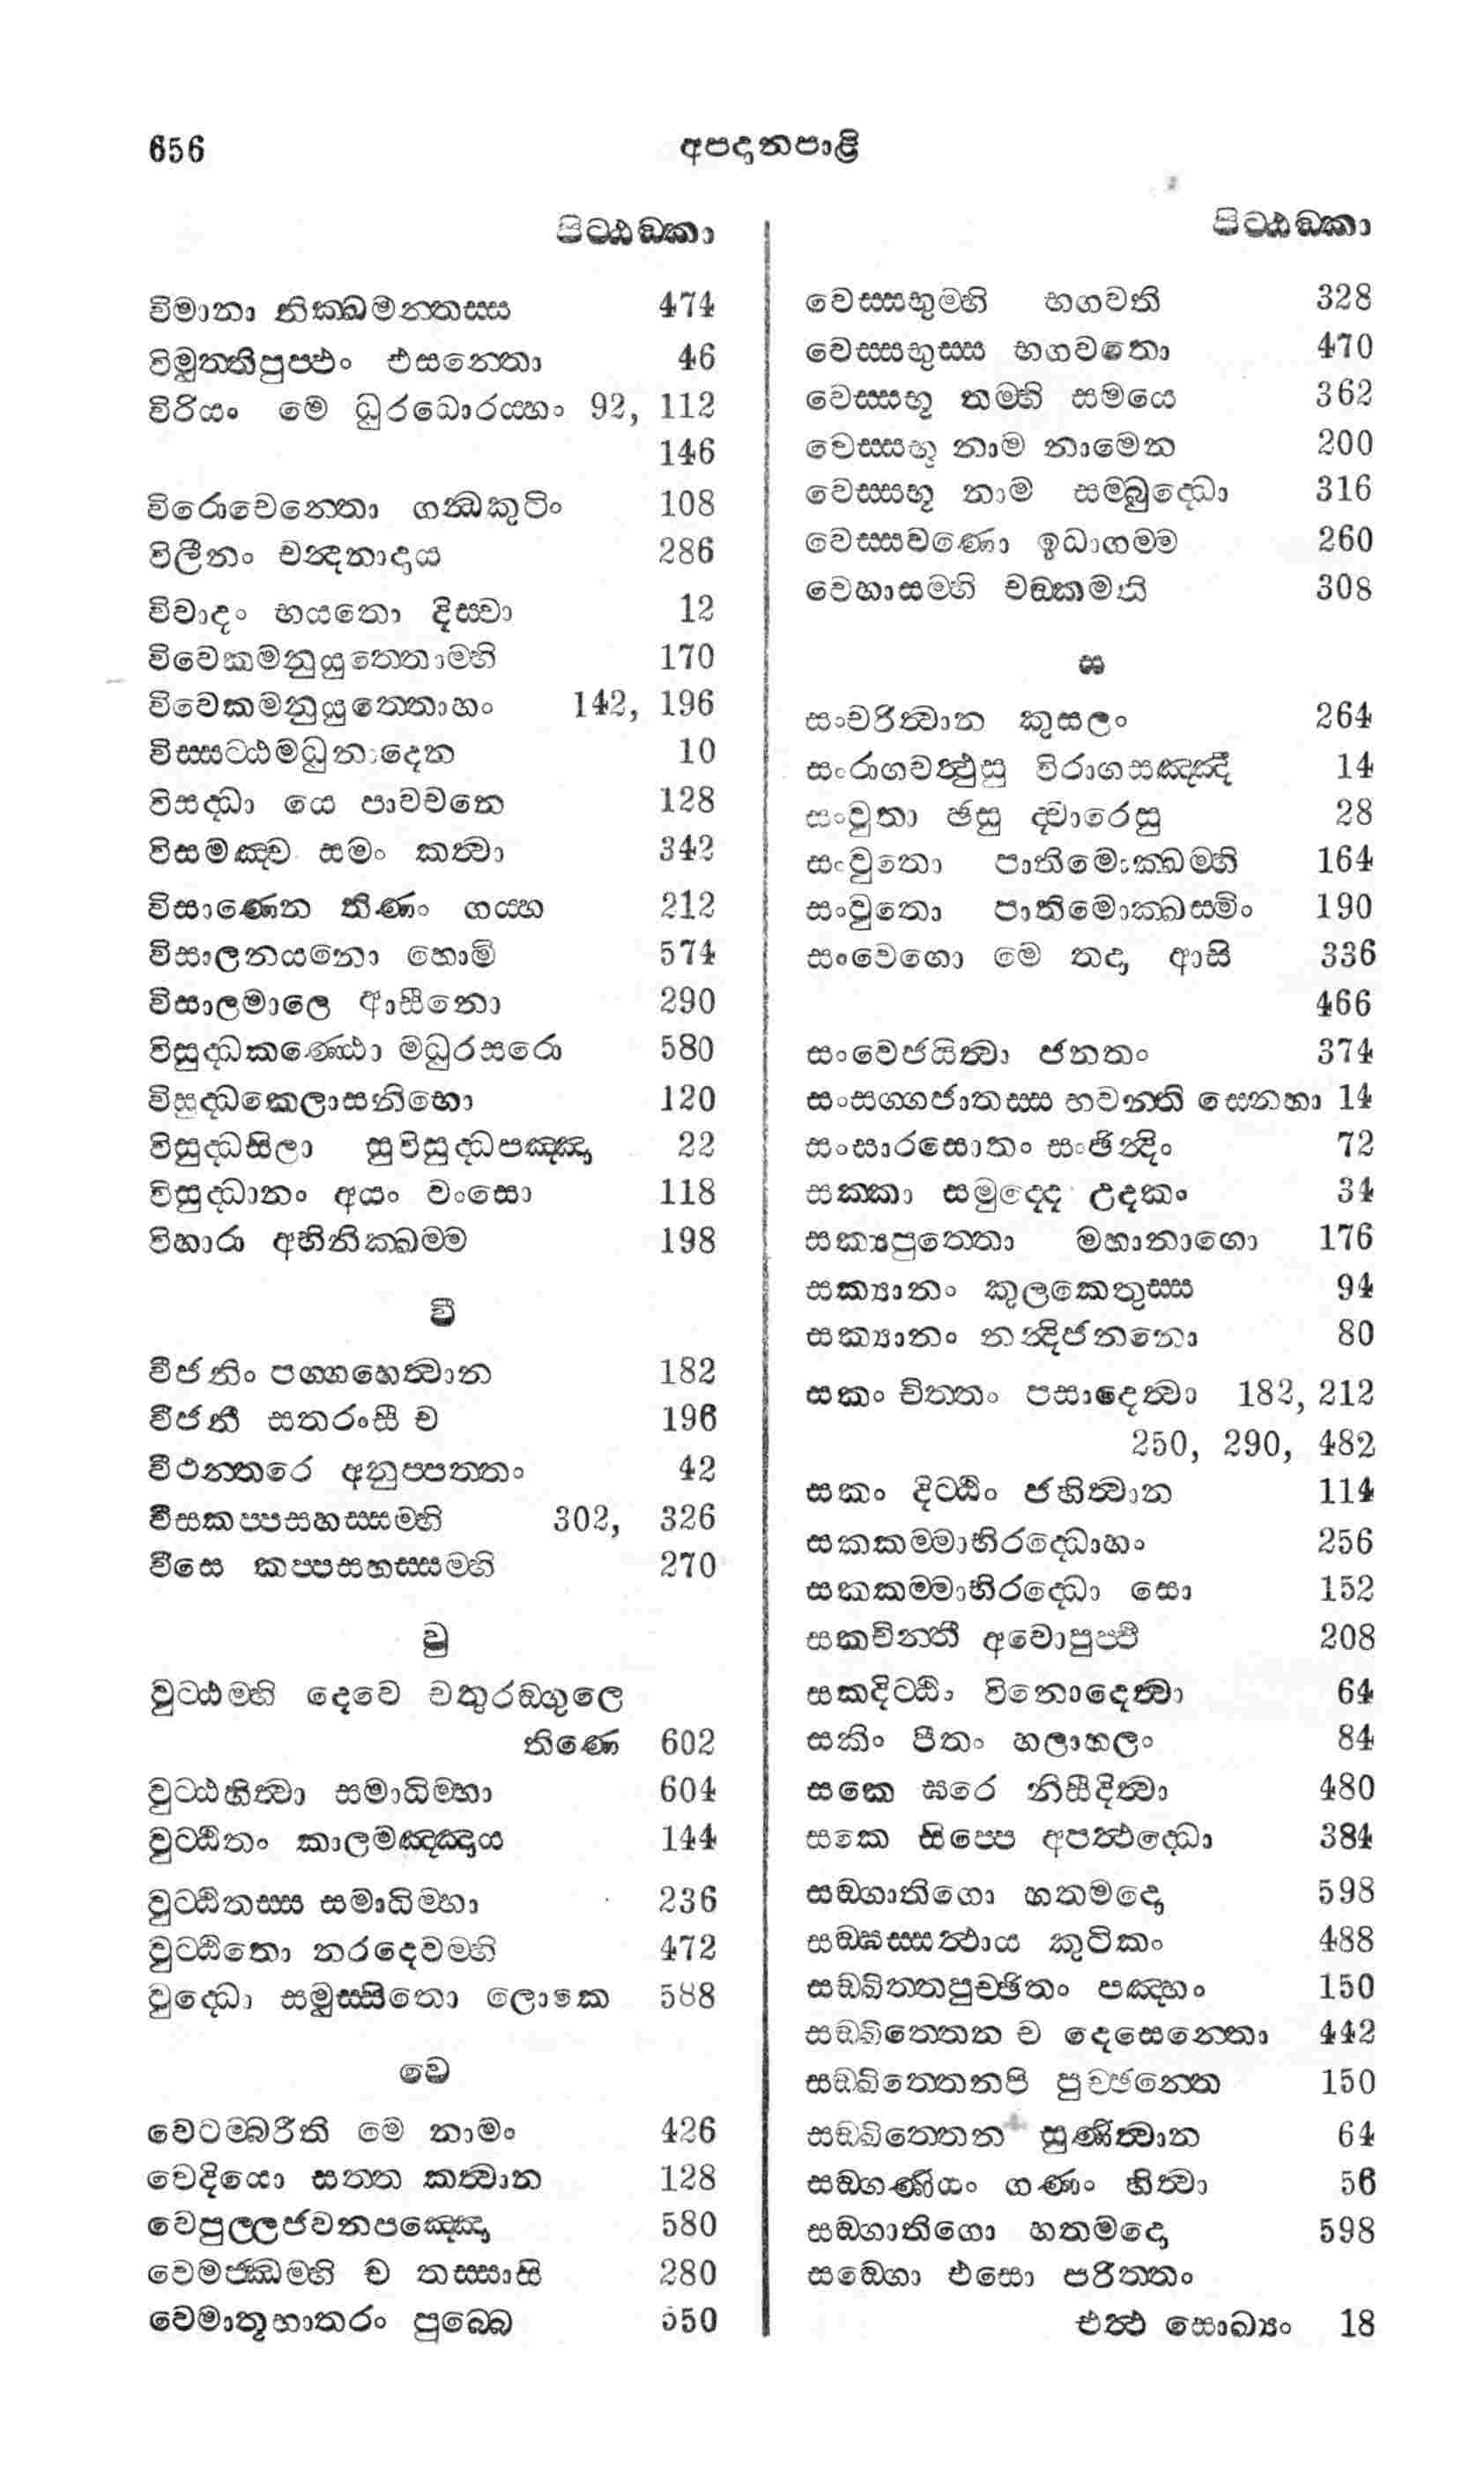 656 අපදානපාළි
පිට්ඨඞ්කා
විමානා නික්ඛමන්තස්ස 474
විමුත්තිපුප්ඵං එසන්තො 46
විරියං මෙ ධුරධොරය්හං 92, 112
146
විරොචෙන්තො ගන්ධකුටිං 108
විලීනං චන්දනාදාය 286
විවාදං භයතො දිස්වා 12
විවෙකමනුයුත්තොම්හි 170
විවෙකමනුයුත්තොහං 142, 196
විස්සට්ඨමධුනාදෙන 10
විසද්ධා යෙ පාවචනෙ 128
විසමඤ්ච සමං කත්වා 342
විසාණෙන තිණං ගය්හ 212
විසාලනයනො හොමි 574
විසාලමාලෙ ආසීනො 290
විසුද්ධකණ්ඨො මධුරසරො 580
විසුද්ධකෙලාසනිභො 120
විසුද්ධසීලා සුවිසුද්ධපඤ්ඤා 22
විසුද්ධානං අයං වංසො 118
විහාරා අභිනික්ඛම්ම 198
වී
වීජනිං පග්ගහෙත්වාන 182
වීජනී සතරංසී ච 196
වීථන්තරෙ අනුප්පත්තං 42
වීසකප්පසහස්සම්හි 302, 326
වීසෙ කප්පසහස්සම්හි 270
වු
වුට්ඨම්හි දෙවෙ චතුරඞ්ගුලෙ
තිණෙ 602
වුට්ඨහිත්වා සමාධිම්හා 604
වුට්ඨිතං කාලමඤ්ඤාය 144
වුට්ඨිතස්ස සමාධිම්හා 236
වුට්ඨිතො නරදෙවම්හි 472
වුද්ධො සමුස්සිතො ලොකෙ 588
වෙ
වෙටම්බරීති මෙ නාමං 426
වෙදියො සත්ත කත්වාන 128
වෙපුල්ලජවනපඤ්ඤො 580
වෙමජ්ඣම්හි ච තස්සාසි 280
වෙමාතුභාතරං පුබ්බෙ 550
පිට්ඨඞ්කා
වෙස්සභුම්හි භගවති 328
වෙස්සභුස්ස භගවතො 470
වෙස්සභූ තම්හි සමයෙ 362
වෙස්සභූ නාම නාමෙන 200
වෙස්සභූ නාම සම්බුද්ධො 316
වෙස්සවණො ඉධාගම්ම 260
වෙහාසම්හි චඞ්කමති 308
ස
සංචරිත්වාන කුසලං 264
සංරාගවත්ථුසු විරාගසඤ්ඤී 14
සංවුතා ඡසු ද්වාරෙසු 28
සංවුතො පාතිමොක්ඛම්හි 164
සංවුතො පාතිමොක්ඛස්මිං 190
සංවෙගො මෙ තදා ආසි 336
466
සංවෙජයිත්වා ජනතං 374
සංසග්ගජාතස්ස භවන්ති ස්නෙහා 14
සංසාරසොතං සංඡින්දිං 72
සක්කා සමුද්දෙ උදකං 34
සක්‍යපුත්තො මහානාගො 176
සක්‍යානං කුලකෙතුස්ස 94
සක්‍යානං නන්දිජනනො 80
සකං චිත්තං පසාදෙත්වා 182, 212
250, 290, 482
සකං දිට්ඨිං ජහිත්වාන 114
සකකම්මාභිරද්ධොහං 256
සකකම්මාභිරද්ධො සො 152
සකචින්තී අවොපුප්ඵී 208
සකදිට්ඨිං විනොදෙත්වා 64
සකිං පීතං හලාහලං 84
සකෙ ඝරෙ නිසීදිත්වා 480
සකෙ සිප්පෙ අපත්ථද්ධො 384
සඞ්ගාතිගො හතමදො 598
සඞ්ඝස්සත්ථාය කුටිකං 488
සඞ්ඛිත්තපුච්ඡිතං පඤ්හං 150
සඞ්ඛිත්තෙන ච දෙසෙන්තො 442
සඞ්ඛිත්තෙනපි පුච්ඡන්තෙ 150
සඞ්ඛිත්තෙන සුණිත්වාන 64
සඞ්ගණියං ගණං හිත්වා 56
සඞ්ගාතිගො හතමදො 598
සඞ්ගො එසො පරිත්තං
එත්ථ සොඛ්‍යං 18